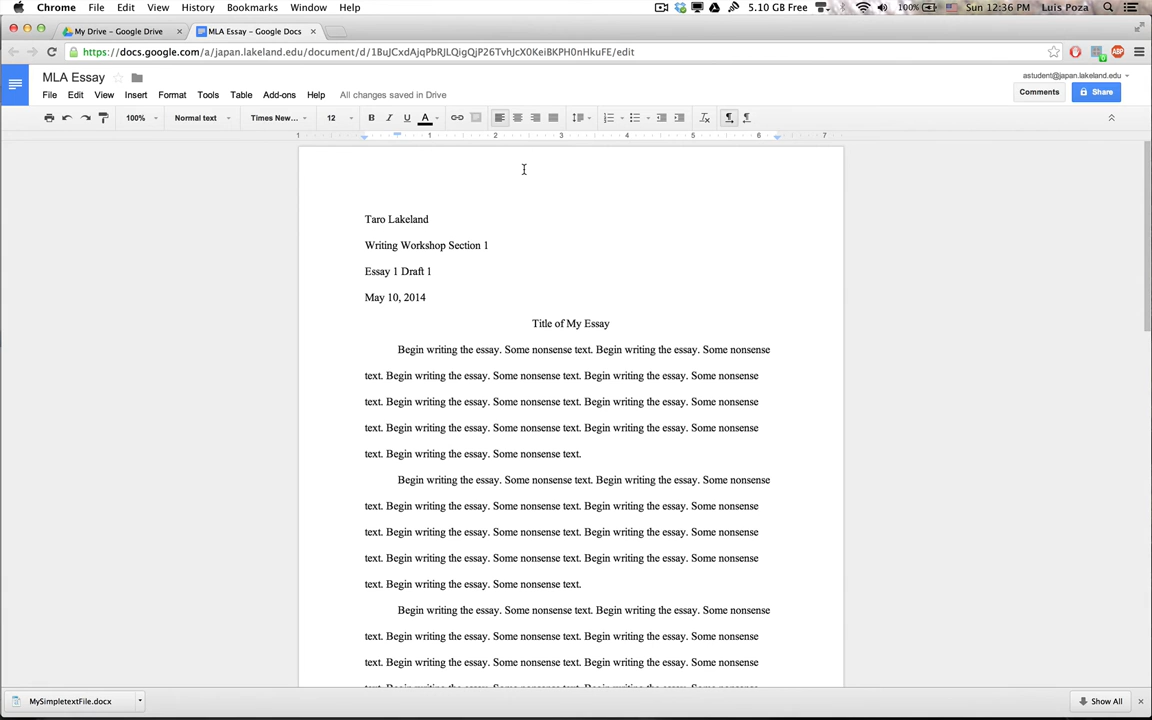 Chrome File Edit View History Bookmarks Window Help 5.10 GB Free 100% Sun 12:36 PM Luis Poza
My Drive – Google Drive MLA Essay – Google Docs
https://docs.google.com/a/japan.lakeland.edu/document/d/1BuJCxdAjqPbRJLQigQjP26TvhJcX0KeiBKPH0nHkuFE/edit
MLA Essay astudent@japan.lakeland.edu
File Edit View Insert Format Tools Table Add-ons Help All changes saved in Drive Comments Share
100% Normal text Times New... 12 B I U A
1 1 2 3 4 5 6 7
Taro Lakeland
Writing Workshop Section 1
Essay 1 Draft 1
May 10, 2014
Title of My Essay
Begin writing the essay. Some nonsense text. Begin writing the essay. Some nonsense
text. Begin writing the essay. Some nonsense text. Begin writing the essay. Some nonsense
text. Begin writing the essay. Some nonsense text. Begin writing the essay. Some nonsense
text. Begin writing the essay. Some nonsense text. Begin writing the essay. Some nonsense
text. Begin writing the essay. Some nonsense text.
Begin writing the essay. Some nonsense text. Begin writing the essay. Some nonsense
text. Begin writing the essay. Some nonsense text. Begin writing the essay. Some nonsense
text. Begin writing the essay. Some nonsense text. Begin writing the essay. Some nonsense
text. Begin writing the essay. Some nonsense text. Begin writing the essay. Some nonsense
text. Begin writing the essay. Some nonsense text.
Begin writing the essay. Some nonsense text. Begin writing the essay. Some nonsense
text. Begin writing the essay. Some nonsense text. Begin writing the essay. Some nonsense
text. Begin writing the essay. Some nonsense text. Begin writing the essay. Some nonsense
MySimpletextFile.docx Show All